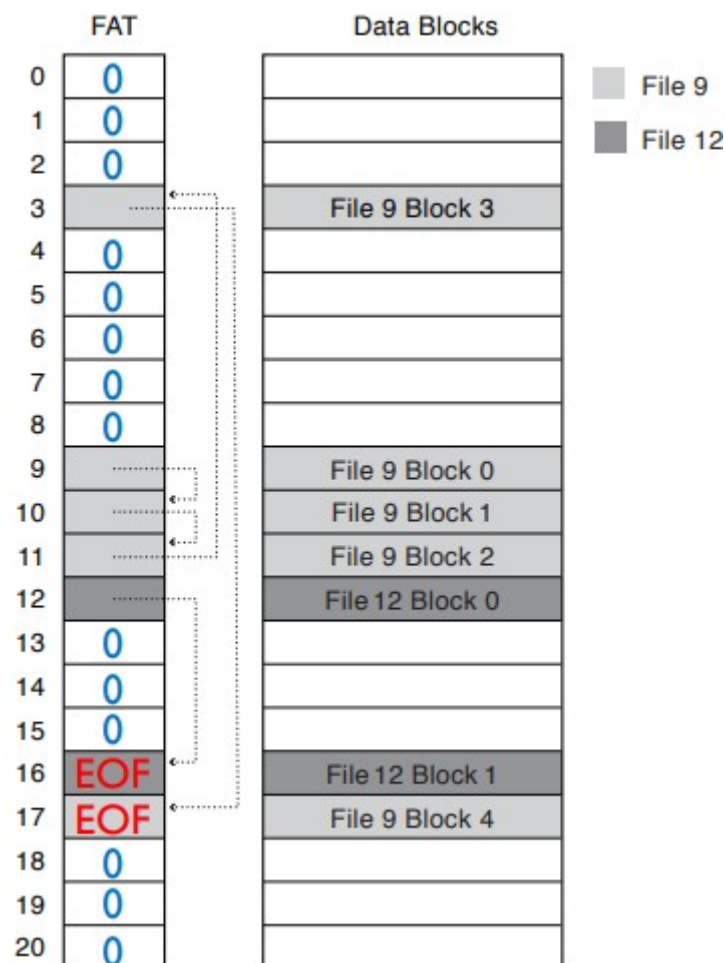 FAT Data Blocks
0 0
1 0
2 0
3 File 9 Block 3
4 0
5 0
6 0
7 0
8 0
9 File 9 Block 0
10 File 9 Block 1
11 File 9 Block 2
12 File 12 Block 0
13 0
14 0
15 0
16 EOF File 12 Block 1
17 EOF File 9 Block 4
18 0
19 0
20 0
File 9
File 12